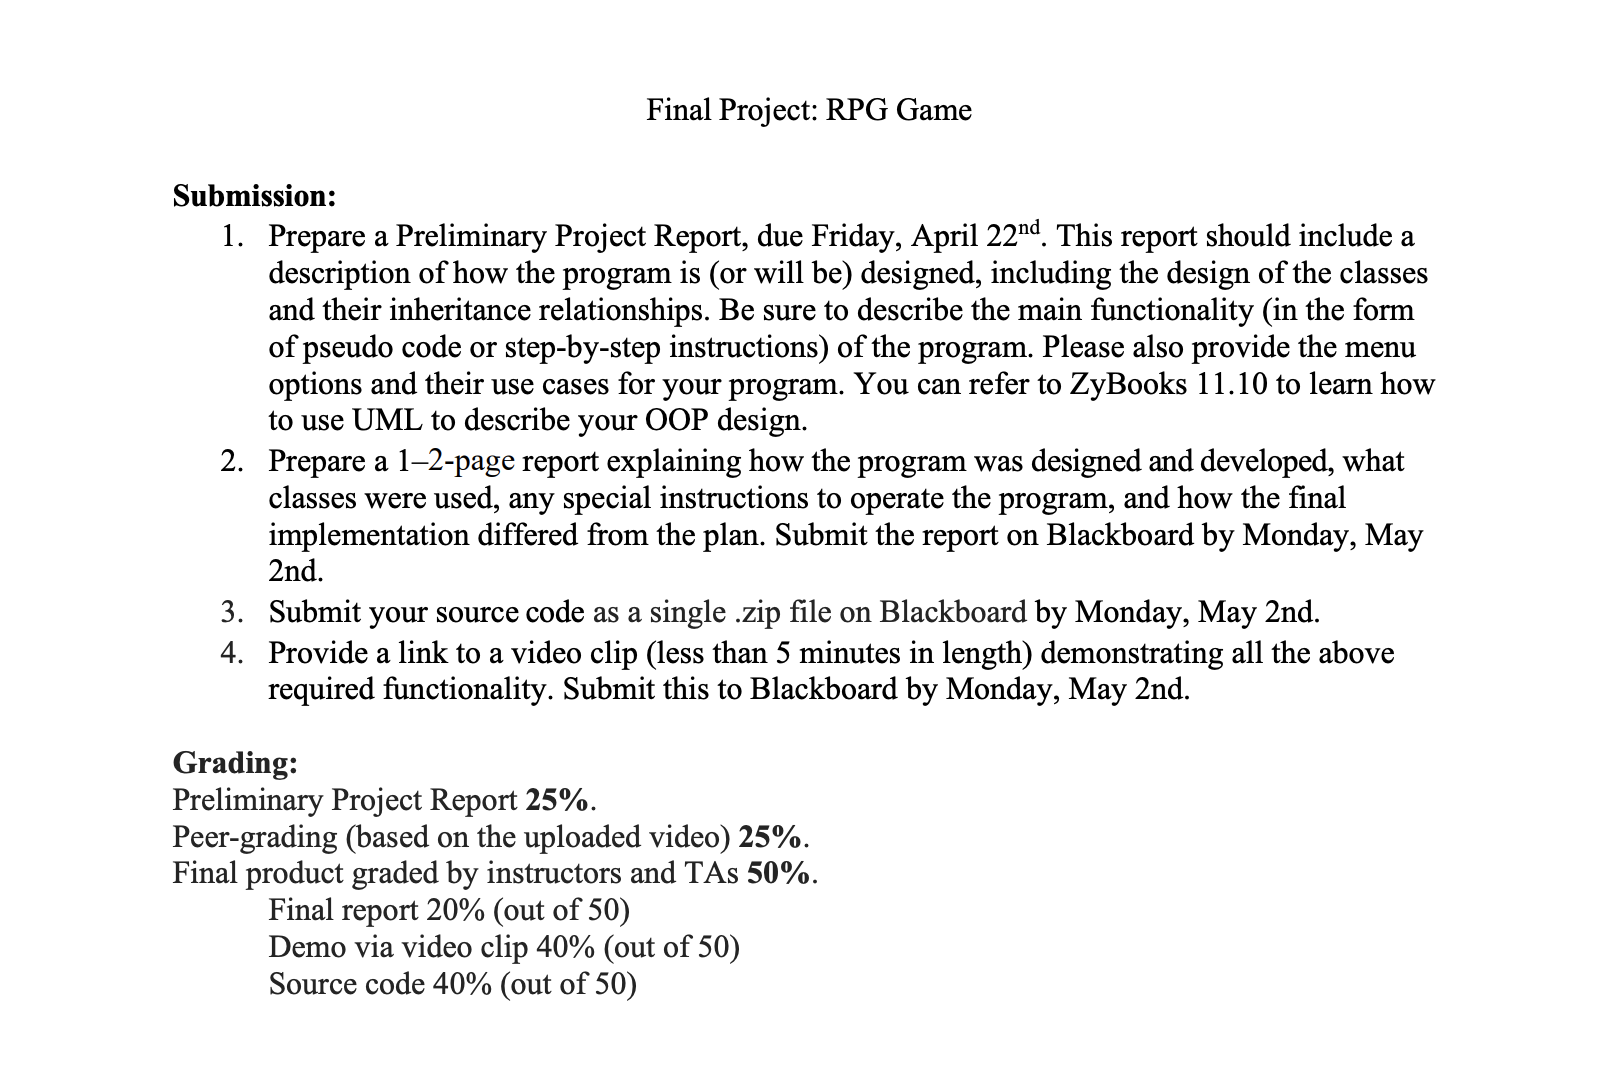 Final Project: RPG Game
Submission:
1. Prepare a Preliminary Project Report, due Friday, April 22nd. This report should include a
description of how the program is (or will be) designed, including the design of the classes
and their inheritance relationships. Be sure to describe the main functionality (in the form
of pseudo code or step-by-step instructions) of the program. Please also provide the menu
options and their use cases for your program. You can refer to ZyBooks 11.10 to learn how
to use UML to describe your OOP design.
2. Prepare a 1–2-page report explaining how the program was designed and developed, what
classes were used, any special instructions to operate the program, and how the final
implementation differed from the plan. Submit the report on Blackboard by Monday, May
2nd.
3. Submit your source code as a single .zip file on Blackboard by Monday, May 2nd.
4. Provide a link to a video clip (less than 5 minutes in length) demonstrating all the above
required functionality. Submit this to Blackboard by Monday, May 2nd.
Grading:
Preliminary Project Report 25%.
Peer-grading (based on the uploaded video) 25%.
Final product graded by instructors and TAs 50%.
Final report 20% (out of 50)
Demo via video clip 40% (out of 50)
Source code 40% (out of 50)